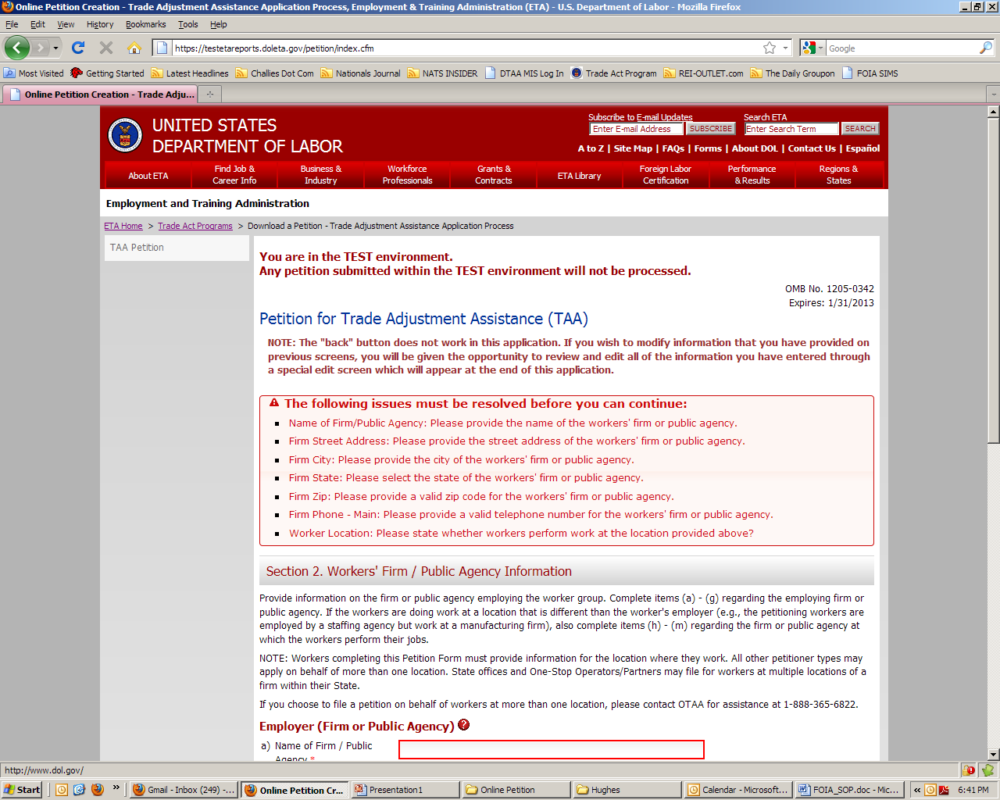 Online Petition Creation - Trade Adjustment Assistance Application Process, Employment & Training Administration (ETA) - U.S. Department of Labor - Mozilla Firefox
File Edit View History Bookmarks Tools Help
https://testetareports.doleta.gov/petition/index.cfm
Google
Most Visited Getting Started Latest Headlines Challies Dot Com Nationals Journal NATS INSIDER DTAA MIS Log In Trade Act Program REI-OUTLET.com The Daily Groupon FOIA SIMS
Online Petition Creation - Trade Adju...
UNITED STATES
DEPARTMENT OF LABOR
Subscribe to E-mail Updates Search ETA
Enter E-mail Address SUBSCRIBE Enter Search Term SEARCH
A to Z | Site Map | FAQs | Forms | About DOL | Contact Us | Español
About ETA
Find Job &
Career Info
Business &
Industry
Workforce
Professionals
Grants &
Contracts
ETA Library
Foreign Labor
Certification
Performance
& Results
Regions &
States
Employment and Training Administration
ETA Home > Trade Act Programs > Download a Petition - Trade Adjustment Assistance Application Process
TAA Petition
You are in the TEST environment.
Any petition submitted within the TEST environment will not be processed.
OMB No. 1205-0342
Expires: 1/31/2013
Petition for Trade Adjustment Assistance (TAA)
NOTE: The "back" button does not work in this application. If you wish to modify information that you have provided on
previous screens, you will be given the opportunity to review and edit all of the information you have entered through
a special edit screen which will appear at the end of this application.
The following issues must be resolved before you can continue:
Name of Firm/Public Agency: Please provide the name of the workers' firm or public agency.
Firm Street Address: Please provide the street address of the workers' firm or public agency.
Firm City: Please provide the city of the workers' firm or public agency.
Firm State: Please select the state of the workers' firm or public agency.
Firm Zip: Please provide a valid zip code for the workers' firm or public agency.
Firm Phone - Main: Please provide a valid telephone number for the workers' firm or public agency.
Worker Location: Please state whether workers perform work at the location provided above?
Section 2. Workers' Firm / Public Agency Information
Provide information on the firm or public agency employing the worker group. Complete items (a) - (g) regarding the employing firm or
public agency. If the workers are doing work at a location that is different than the worker's employer (e.g., the petitioning workers are
employed by a staffing agency but work at a manufacturing firm), also complete items (h) - (m) regarding the firm or public agency at
which the workers perform their jobs.
NOTE: Workers completing this Petition Form must provide information for the location where they work. All other petitioner types may
apply on behalf of more than one location. State offices and One-Stop Operators/Partners may file for workers at multiple locations of a
firm within their State.
If you choose to file a petition on behalf of workers at more than one location, please contact OTAA for assistance at 1-888-365-6822.
Employer (Firm or Public Agency) ?
a) Name of Firm / Public
Agency *
http://www.dol.gov/
Start » Gmail - Inbox (249) -... Online Petition Cr... Presentation1 Online Petition Hughes Calendar - Microsoft... FOIA_SOP.doc - Mic... « 6:41 PM